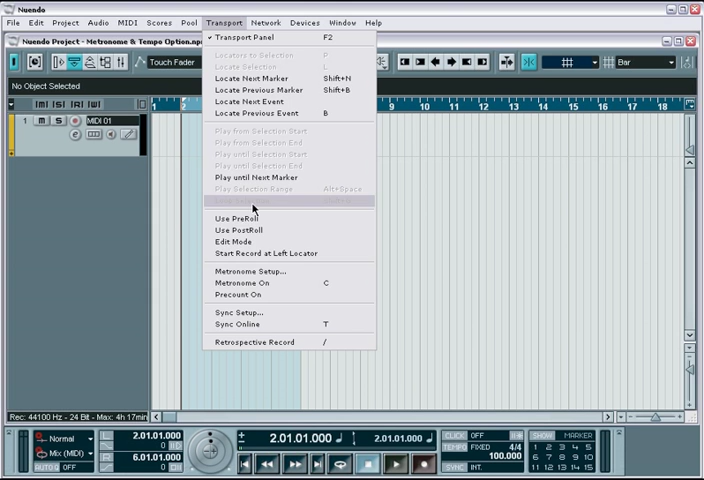 Nuendo
File Edit Project Audio MIDI Scores Pool Transport Network Devices Window Help
Nuendo Project - Metronome & Tempo Option.np
Touch Fader
Bar
No Object Selected
✓ Transport Panel F2
Locators to Selection P
Locate Selection L
Locate Next Marker Shift+N
Locate Previous Marker Shift+B
Locate Next Event
Locate Previous Event B
Play from Selection Start
Play from Selection End
Play until Selection Start
Play until Selection End
Play until Next Marker
Play Selection Range Alt+Space
Use PreRoll
Use PostRoll
Edit Mode
Start Record at Left Locator
Metronome Setup...
Metronome On C
Precount On
Sync Setup...
Sync Online T
Retrospective Record /
1 2 9 10 11 12 13 14 15 16 17 18
1 M S MIDI 01
Rec: 44100 Hz - 24 Bit - Max: 4h 17min
Normal
Mix (MIDI)
AUTO Q OFF
L 2.01.01.000
0
R 6.01.01.000
0
2.01.01.000 2.01.01.000
CLICK OFF
TEMPO FIXED 4/4
100.000
SYNC INT.
SHOW MARKER
1 2 3 4 5
6 7 8 9 10
11 12 13 14 15